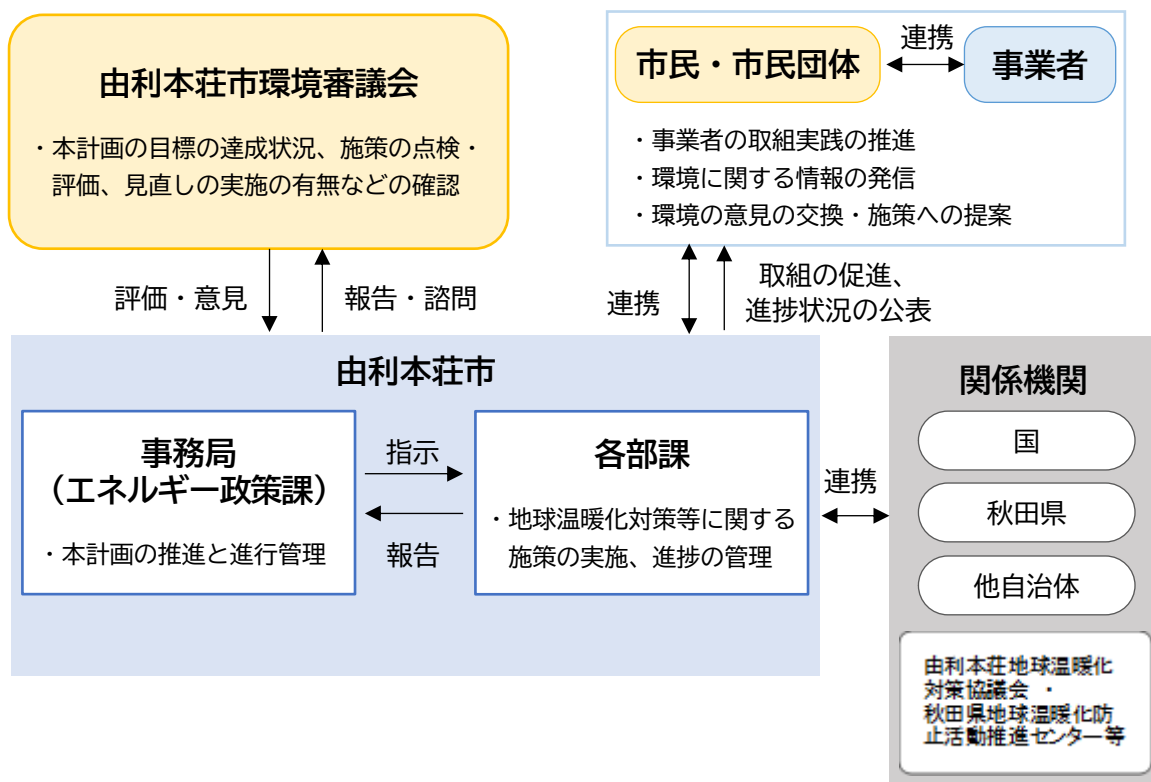 由利本荘市環境審議会
・本計画の目標の達成状況、施策の点検・
評価、見直しの実施の有無などの確認
市民・市民団体
連携
事業者
・事業者の取組実践の推進
・環境に関する情報の発信
・環境の意見の交換・施策への提案
評価・意見
報告・諮問
連携
取組の促進、
進捗状況の公表
由利本荘市
事務局
（エネルギー政策課）
・本計画の推進と進行管理
指示
報告
各部課
・地球温暖化対策等に関する
施策の実施、進捗の管理
連携
関係機関
国
秋田県
他自治体
由利本荘地球温暖化
対策協議会 ・
秋田県地球温暖化防
止活動推進センター等